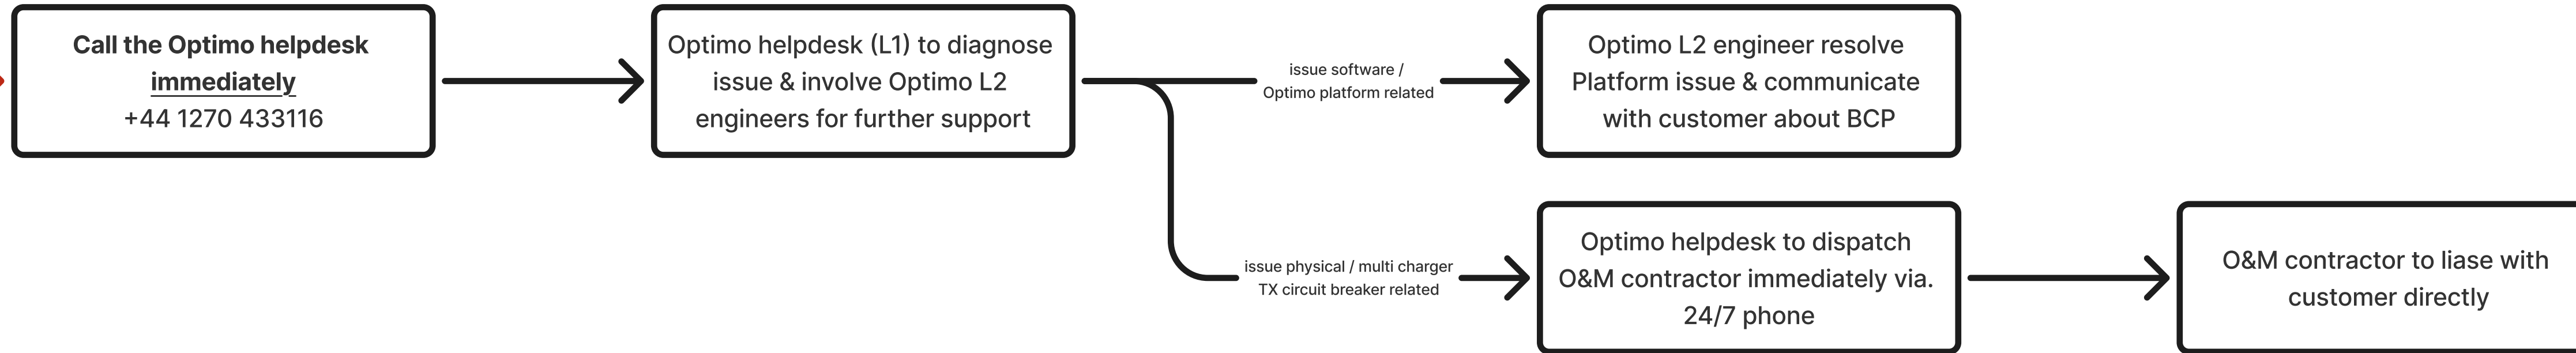 Call the Optimo helpdesk
immediately
+44 1270 433116
Optimo helpdesk (L1) to diagnose
issue & involve Optimo L2
engineers for further support
issue software /
Optimo platform related
Optimo L2 engineer resolve
Platform issue & communicate
with customer about BCP
issue physical / multi charger
TX circuit breaker related
Optimo helpdesk to dispatch
O&M contractor immediately via.
24/7 phone
O&M contractor to liase with
customer directly